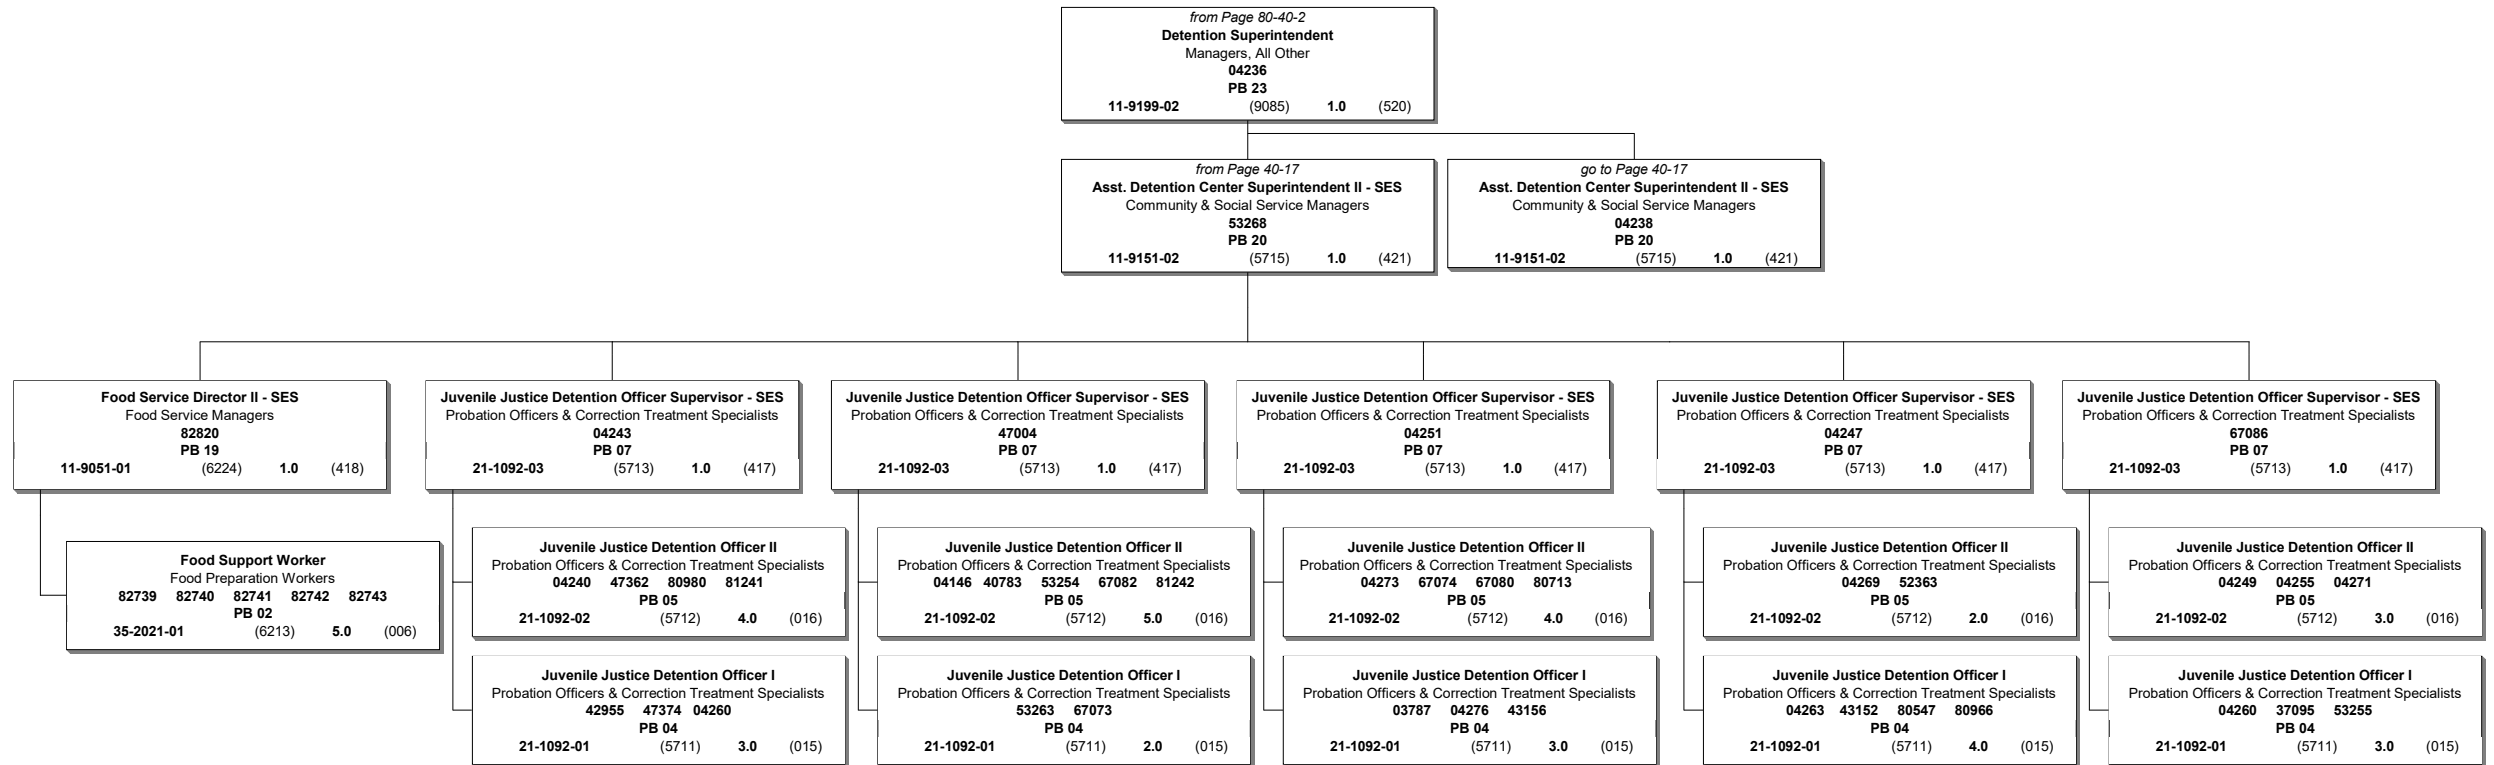 from Page 80-40-2
Detention Superintendent
Managers, All Other
04236
PB 23
11-9199-02 (9085) 1.0 (520)
from Page 40-17
Asst. Detention Center Superintendent II - SES
Community & Social Service Managers
53268
PB 20
11-9151-02 (5715) 1.0 (421)
go to Page 40-17
Asst. Detention Center Superintendent II - SES
Community & Social Service Managers
04238
PB 20
11-9151-02 (5715) 1.0 (421)
Food Service Director II - SES
Food Service Managers
82820
PB 19
11-9051-01 (6224) 1.0 (418)
Food Support Worker
Food Preparation Workers
82739 82740 82741 82742 82743
PB 02
35-2021-01 (6213) 5.0 (006)
Juvenile Justice Detention Officer Supervisor - SES
Probation Officers & Correction Treatment Specialists
04243
PB 07
21-1092-03 (5713) 1.0 (417)
Juvenile Justice Detention Officer II
Probation Officers & Correction Treatment Specialists
04240 47362 80980 81241
PB 05
21-1092-02 (5712) 4.0 (016)
Juvenile Justice Detention Officer I
Probation Officers & Correction Treatment Specialists
42955 47374 04260
PB 04
21-1092-01 (5711) 3.0 (015)
Juvenile Justice Detention Officer Supervisor - SES
Probation Officers & Correction Treatment Specialists
47004
PB 07
21-1092-03 (5713) 1.0 (417)
Juvenile Justice Detention Officer II
Probation Officers & Correction Treatment Specialists
04146 40783 53254 67082 81242
PB 05
21-1092-02 (5712) 5.0 (016)
Juvenile Justice Detention Officer I
Probation Officers & Correction Treatment Specialists
53263 67073
PB 04
21-1092-01 (5711) 2.0 (015)
Juvenile Justice Detention Officer Supervisor - SES
Probation Officers & Correction Treatment Specialists
04251
PB 07
21-1092-03 (5713) 1.0 (417)
Juvenile Justice Detention Officer II
Probation Officers & Correction Treatment Specialists
04273 67074 67080 80713
PB 05
21-1092-02 (5712) 4.0 (016)
Juvenile Justice Detention Officer I
Probation Officers & Correction Treatment Specialists
03787 04276 43156
PB 04
21-1092-01 (5711) 3.0 (015)
Juvenile Justice Detention Officer Supervisor - SES
Probation Officers & Correction Treatment Specialists
04247
PB 07
21-1092-03 (5713) 1.0 (417)
Juvenile Justice Detention Officer II
Probation Officers & Correction Treatment Specialists
04269 52363
PB 05
21-1092-02 (5712) 2.0 (016)
Juvenile Justice Detention Officer I
Probation Officers & Correction Treatment Specialists
04263 43152 80547 80966
PB 04
21-1092-01 (5711) 4.0 (015)
Juvenile Justice Detention Officer Supervisor - SES
Probation Officers & Correction Treatment Specialists
67086
PB 07
21-1092-03 (5713) 1.0 (417)
Juvenile Justice Detention Officer II
Probation Officers & Correction Treatment Specialists
04249 04255 04271
PB 05
21-1092-02 (5712) 3.0 (016)
Juvenile Justice Detention Officer I
Probation Officers & Correction Treatment Specialists
04260 37095 53255
PB 04
21-1092-01 (5711) 3.0 (015)